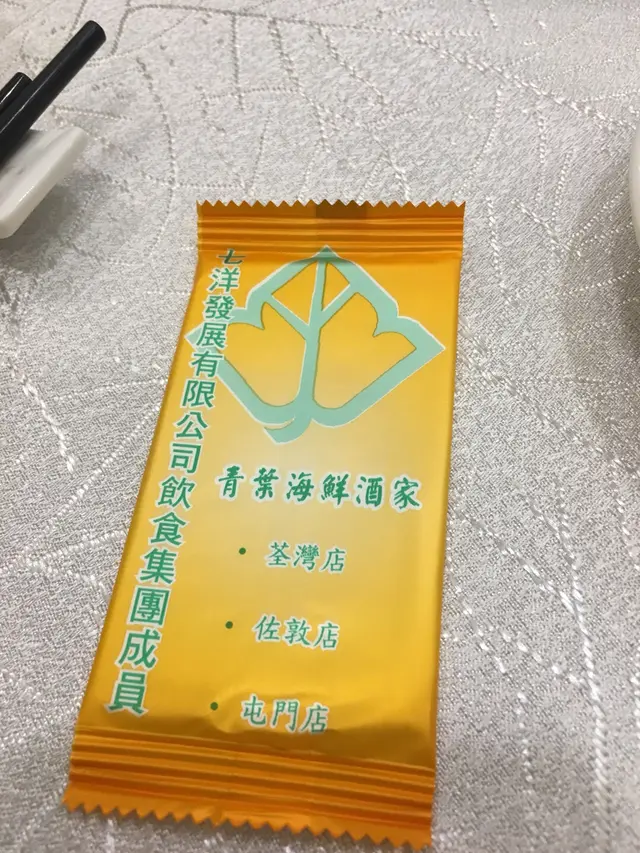 七洋發展有限公司飲食集團成員
青葉海鮮酒家
• 荃灣店
• 佐敦店
• 屯門店